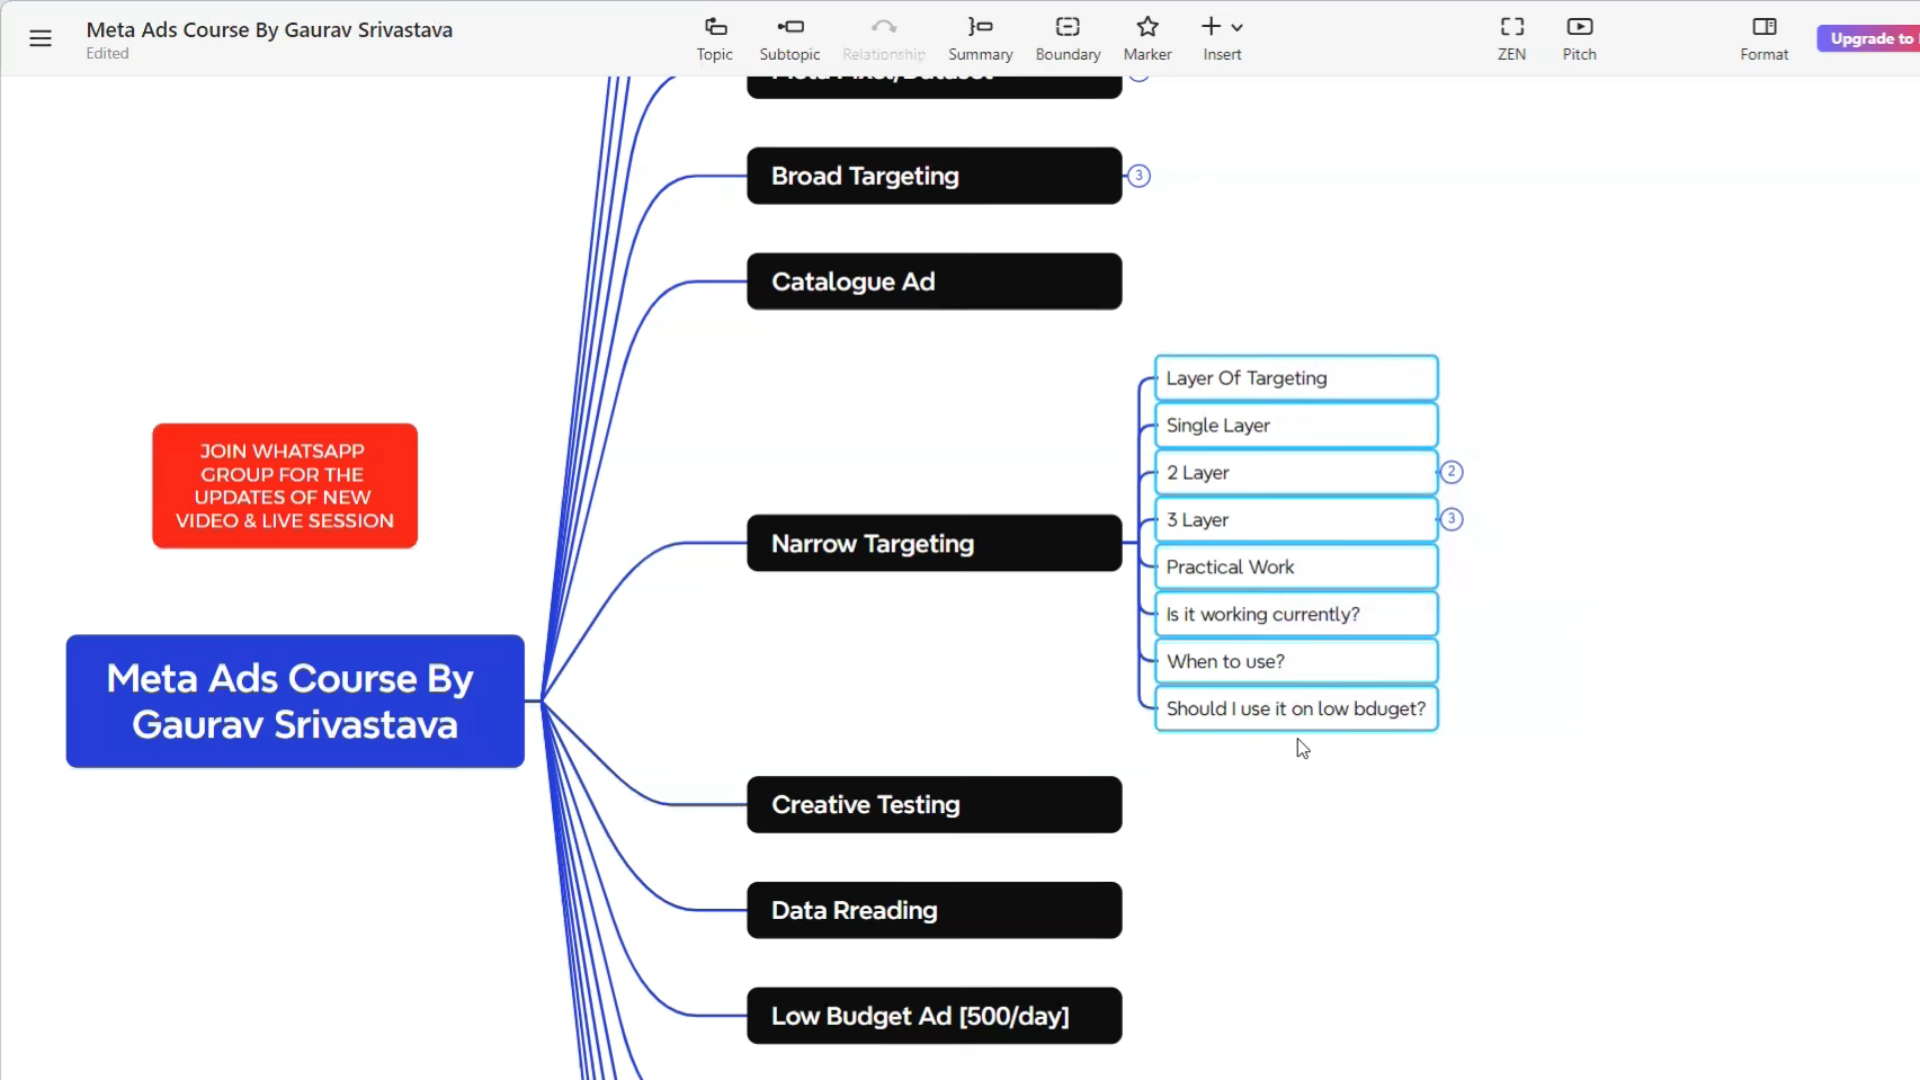 Meta Ads Course By Gaurav Srivastava
Edited
Topic
Subtopic
Relationship
Summary
Boundary
Marker
Insert
ZEN
Pitch
Format
Upgrade to
Broad Targeting
3
Catalogue Ad
Layer Of Targeting
Single Layer
2 Layer
2
3 Layer
3
Practical Work
Is it working currently?
When to use?
Should I use it on low bduget?
Narrow Targeting
JOIN WHATSAPP
GROUP FOR THE
UPDATES OF NEW
VIDEO & LIVE SESSION
Meta Ads Course By
Gaurav Srivastava
Creative Testing
Data Rreading
Low Budget Ad [500/day]